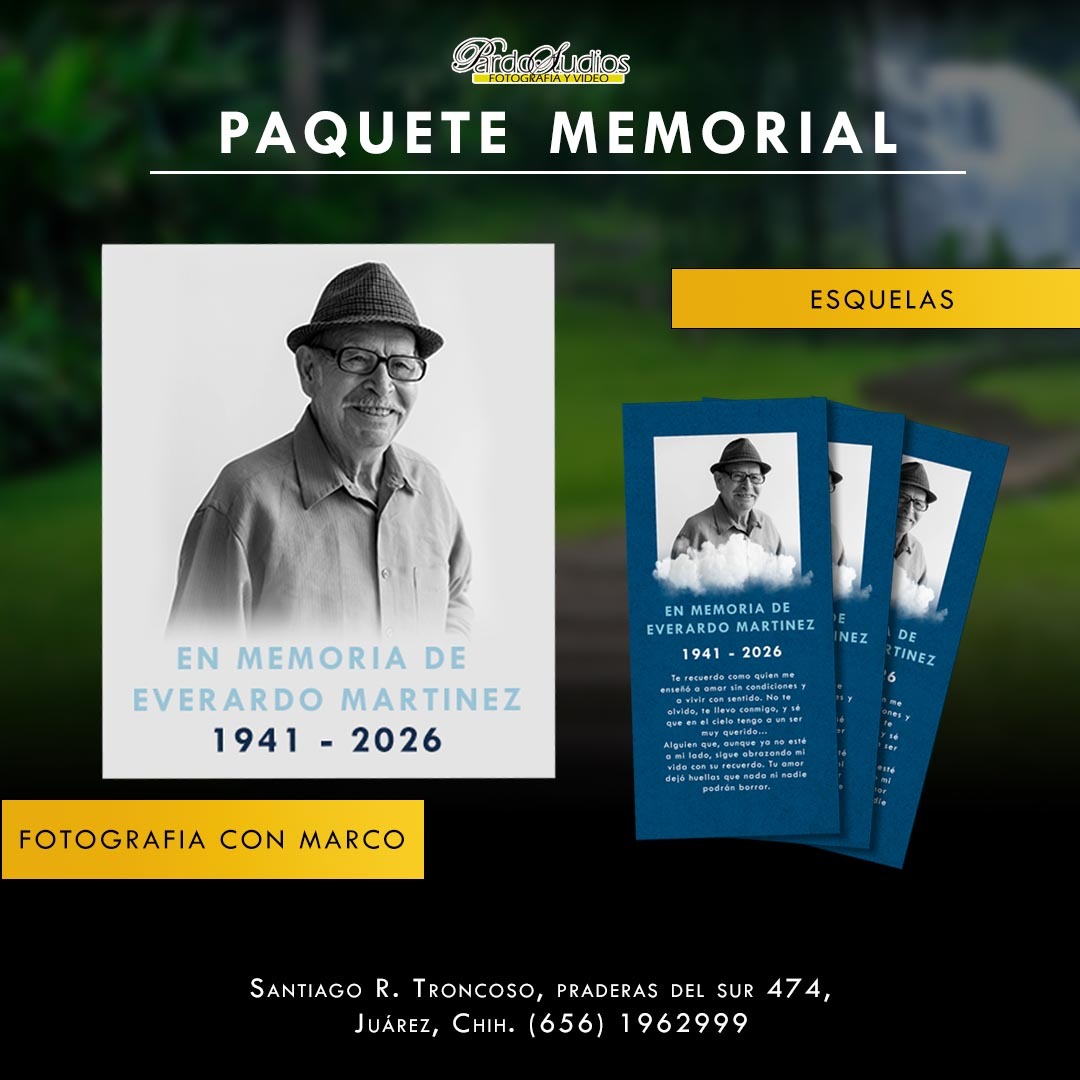 PardoStudios
FOTOGRAFIA Y VIDEO
PAQUETE MEMORIAL
EN MEMORIA DE
EVERARDO MARTINEZ
1941 - 2026
FOTOGRAFIA CON MARCO
ESQUELAS
EN MEMORIA DE
EVERARDO MARTINEZ
1941 - 2026
Te recuerdo como quien me
enseñó a amar sin condiciones y
a vivir con sentido. No te
olvido, te llevo conmigo, y sé
que en el cielo tengo a un ser
muy querido...
Alguien que, aunque ya no esté
a mi lado, sigue abrazando mi
vida con su recuerdo. Tu amor
dejó huellas que nada ni nadie
podrán borrar.
Santiago R. Troncoso, praderas del sur 474,
Juárez, Chih. (656) 1962999